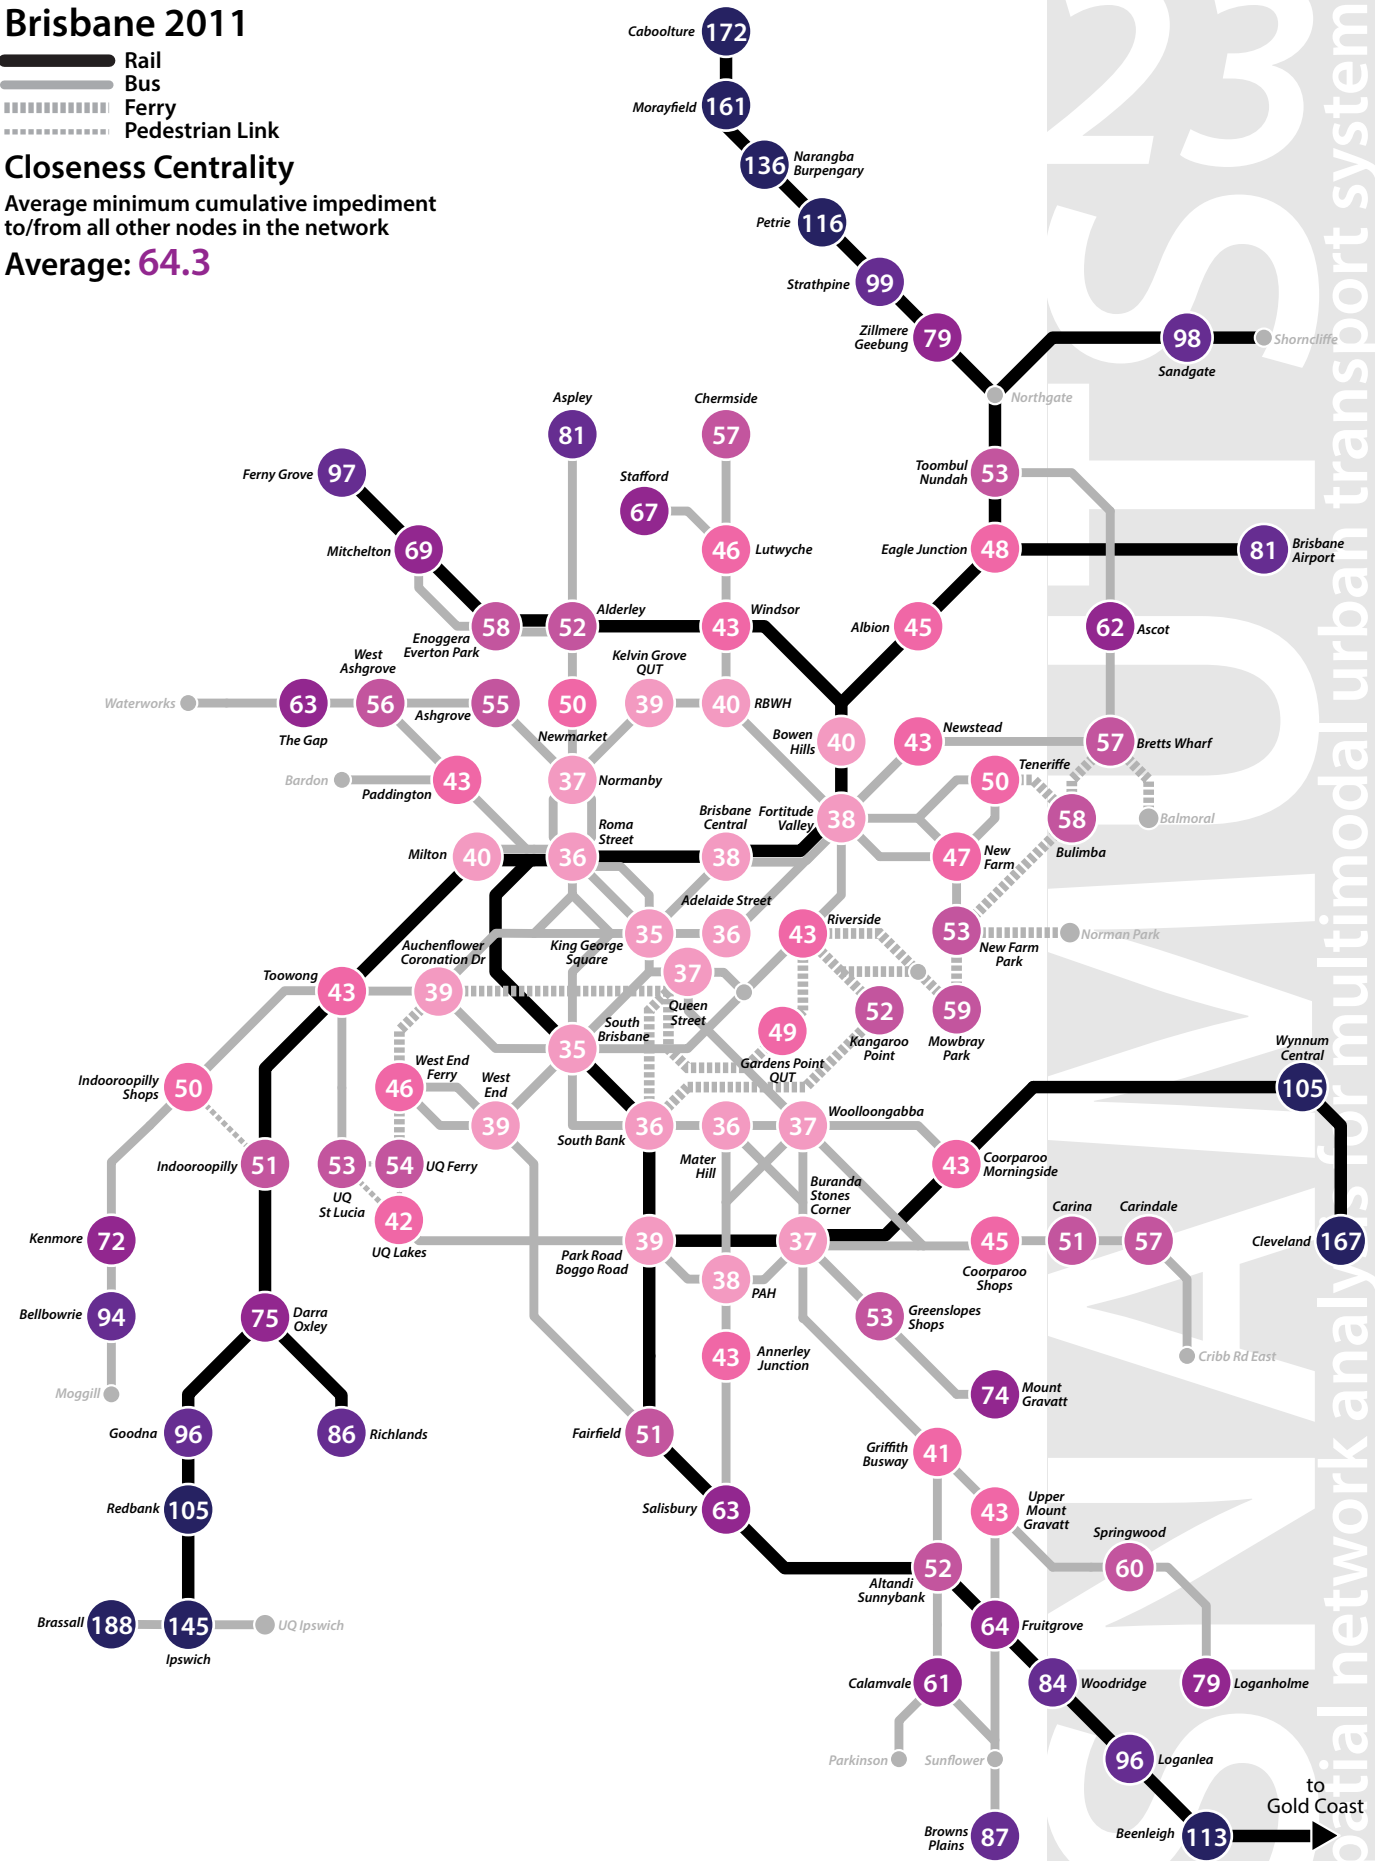 Brisbane 2011
Rail
Bus
Ferry
Pedestrian Link
Closeness Centrality
Average minimum cumulative impediment
to/from all other nodes in the network
Average: 64.3
23
SNAMUTS
spatial network analysis for multimodal urban transport system
Caboolture 172
Morayfield 161
136 Narangba
Burpengary
Petrie 116
Strathpine 99
Zillmere
Geebung 79
98
Sandgate
Shorncliffe
Northgate
Aspley
81
Chermside
57
Ferny Grove 97
Stafford
67
Toombul
Nundah 53
Mitchelton 69
46 Lutwyche
Eagle Junction 48
81 Brisbane
Airport
58
Enoggera
Everton Park
52 Alderley
43 Windsor
Albion 45
62 Ascot
West
Ashgrove
56
Kelvin Grove
QUT
39
40 RBWH
Waterworks
63
The Gap
Ashgrove 55
50
Newmarket
Bowen
Hills 40
43 Newstead
57 Bretts Wharf
Bardon
Paddington 43
37 Normanby
Teneriffe
50
58
Bulimba
Balmoral
Milton 40
Roma
Street
36
Brisbane
Central
38
Fortitude
Valley 38
47 New
Farm
Adelaide Street
36
King George
Square 35
Riverside
43
53 New Farm
Park
Norman Park
Auchenflower
Coronation Dr
39
Toowong
43
37
Queen
Street
South
Brisbane
35
49
Gardens Point
QUT
52
Kangaroo
Point
59
Mowbray
Park
Wynnum
Central
105
Indooroopilly
Shops 50
West End
Ferry
46
West
End
39
South Bank 36
36
Mater
Hill
37 Woolloongabba
Indooroopilly 51
53
UQ
St Lucia
54 UQ Ferry
43 Coorparoo
Morningside
42
UQ Lakes
Buranda
Stones
Corner
37
Kenmore 72
39
Park Road
Boggo Road
45
Coorparoo
Shops
Carina
51
Carindale
57
Cleveland 167
38 PAH
Bellbowrie 94
75 Darra
Oxley
53 Greenslopes
Shops
43 Annerley
Junction
Cribb Rd East
Moggill
74 Mount
Gravatt
Goodna 96
86 Richlands
Fairfield 51
Griffith
Busway 41
Redbank 105
Salisbury 63
43 Upper
Mount
Gravatt
Springwood
60
52
Altandi
Sunnybank
Brassall 188
145
Ipswich
UQ Ipswich
64 Fruitgrove
Calamvale 61
84 Woodridge
79 Loganholme
Parkinson
Sunflower
96 Loganlea
to
Gold Coast
Browns
Plains 87
Beenleigh 113